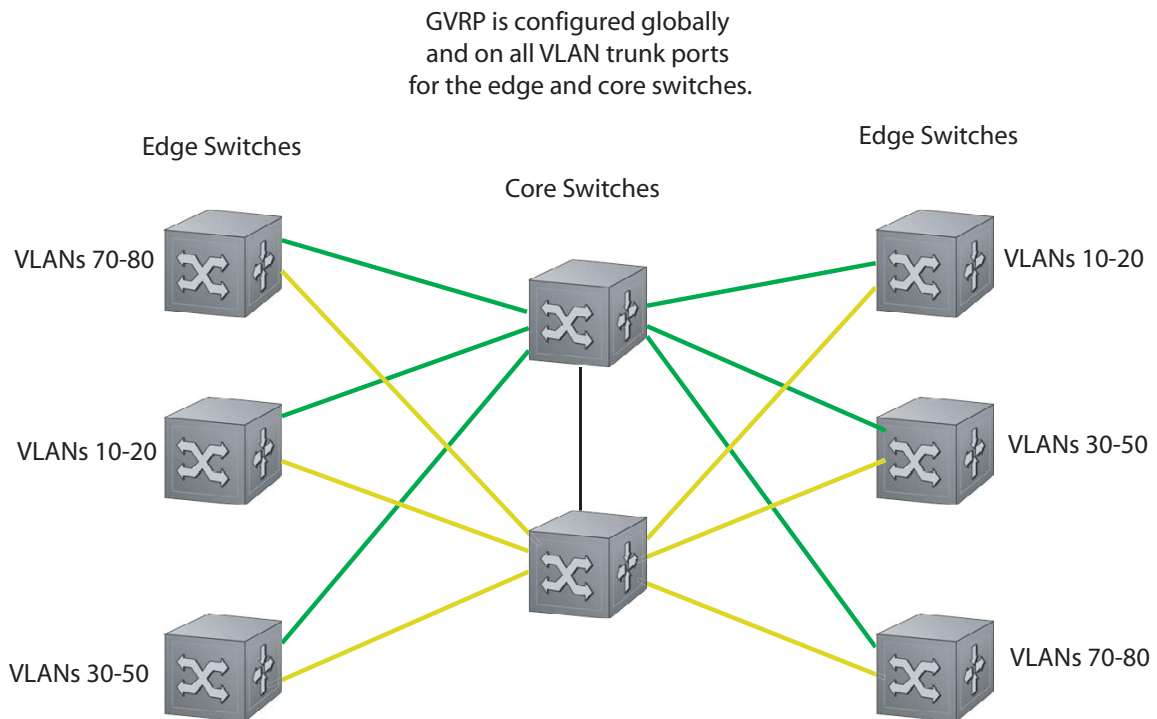 GVRP is configured globally
and on all VLAN trunk ports
for the edge and core switches.
Edge Switches
Edge Switches
Core Switches
VLANs 70-80
VLANs 10-20
VLANs 10-20
VLANs 30-50
VLANs 30-50
VLANs 70-80